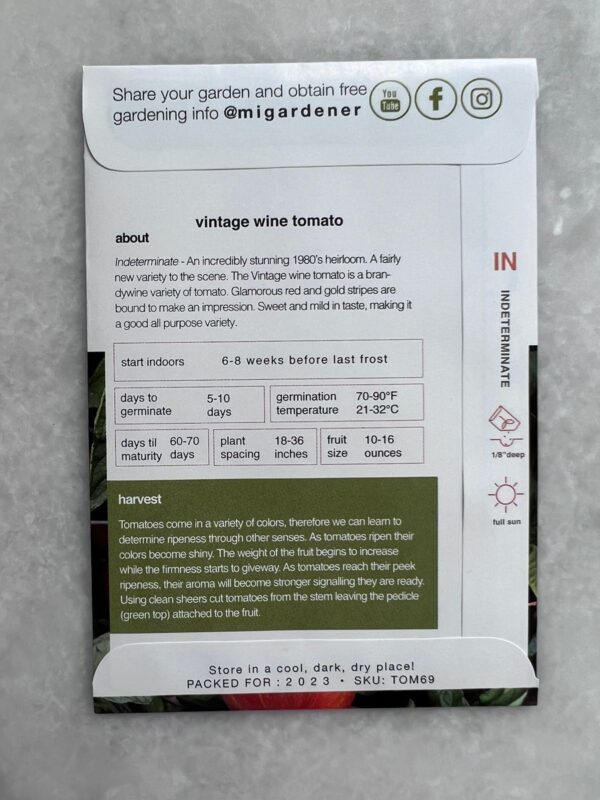 Share your garden and obtain free
gardening info @migardener
You
Tube
f
vintage wine tomato
about
Indeterminate - An incredibly stunning 1980's heirloom. A fairly
new variety to the scene. The Vintage wine tomato is a bran-
dywine variety of tomato. Glamorous red and gold stripes are
bound to make an impression. Sweet and mild in taste, making it
a good all purpose variety.
start indoors 6-8 weeks before last frost
days to
germinate
5-10
days
germination
temperature
70-90°F
21-32°C
days til
maturity
60-70
days
plant
spacing
18-36
inches
fruit
size
10-16
ounces
harvest
Tomatoes come in a variety of colors, therefore we can learn to
determine ripeness through other senses. As tomatoes ripen their
colors become shiny. The weight of the fruit begins to increase
while the firmness starts to giveway. As tomatoes reach their peek
ripeness, their aroma will become stronger signalling they are ready.
Using clean sheers cut tomatoes from the stem leaving the pedicle
(green top) attached to the fruit.
IN
INDETERMINATE
1/8"deep
full sun
Store in a cool, dark, dry place!
PACKED FOR : 2023 • SKU: TOM69